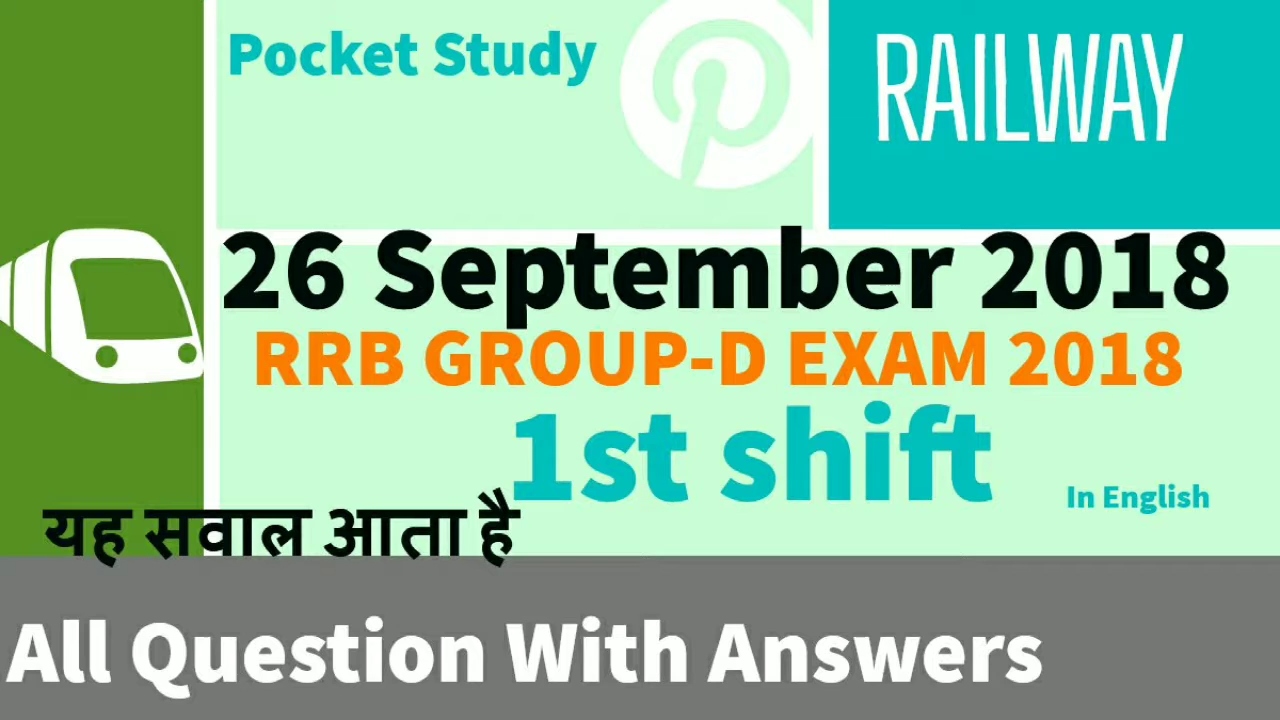 Pocket Study
RAILWAY
26 September 2018
RRB GROUP-D EXAM 2018
1st shift
In English
यह सवाल आता है
All Question With Answers